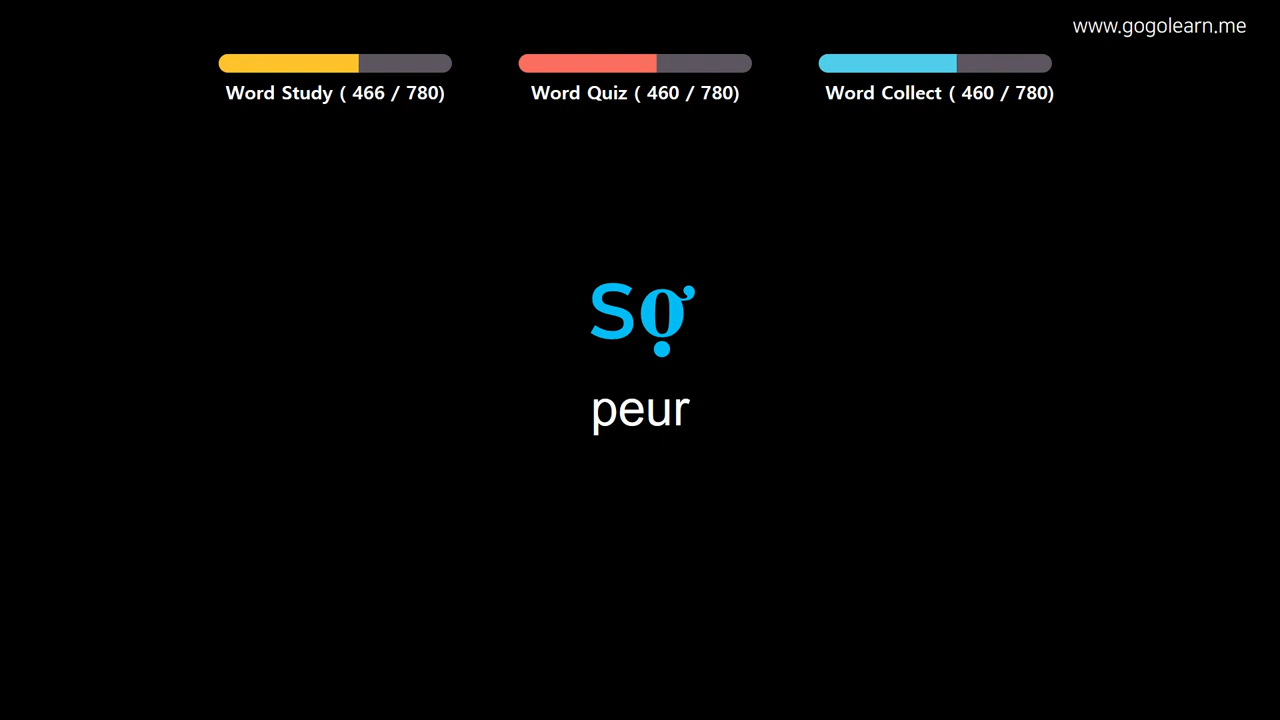 www.gogolearn.me
Word Study ( 466 / 780)
Word Quiz ( 460 / 780)
Word Collect ( 460 / 780)
sợ
peur